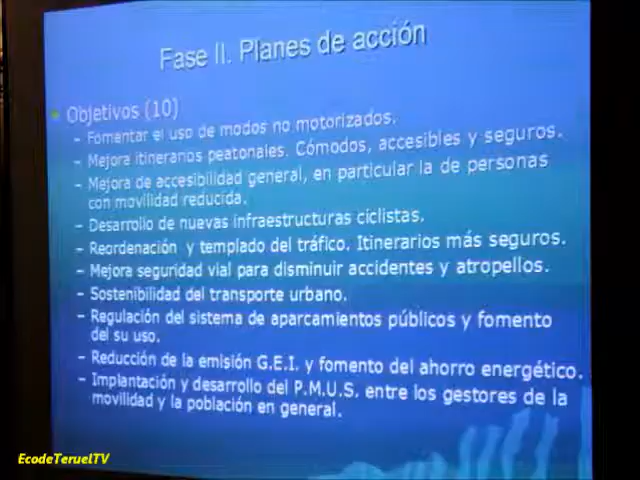 Fase II. Planes de acción
Objetivos (10)
– Fomentar el uso de modos no motorizados.
– Mejora itinerarios peatonales. Cómodos, accesibles y seguros.
– Mejora de accesibilidad general, en particular la de personas
con movilidad reducida.
– Desarrollo de nuevas infraestructuras ciclistas.
– Reordenación y templado del tráfico. Itinerarios más seguros.
– Mejora seguridad vial para disminuir accidentes y atropellos.
– Sostenibilidad del transporte urbano.
– Regulación del sistema de aparcamientos públicos y fomento
del su uso.
– Reducción de la emisión G.E.I. y fomento del ahorro energético.
– Implantación y desarrollo del P.M.U.S. entre los gestores de la
movilidad y la población en general.
EcodeTeruelTV